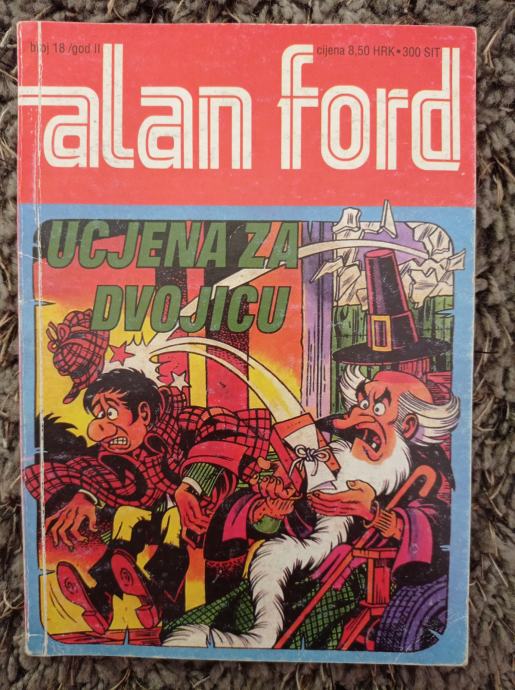 broj 18 /god II
cijena 8,50 HRK • 300 SIT
alan ford
UCJENA ZA
DVOJICU